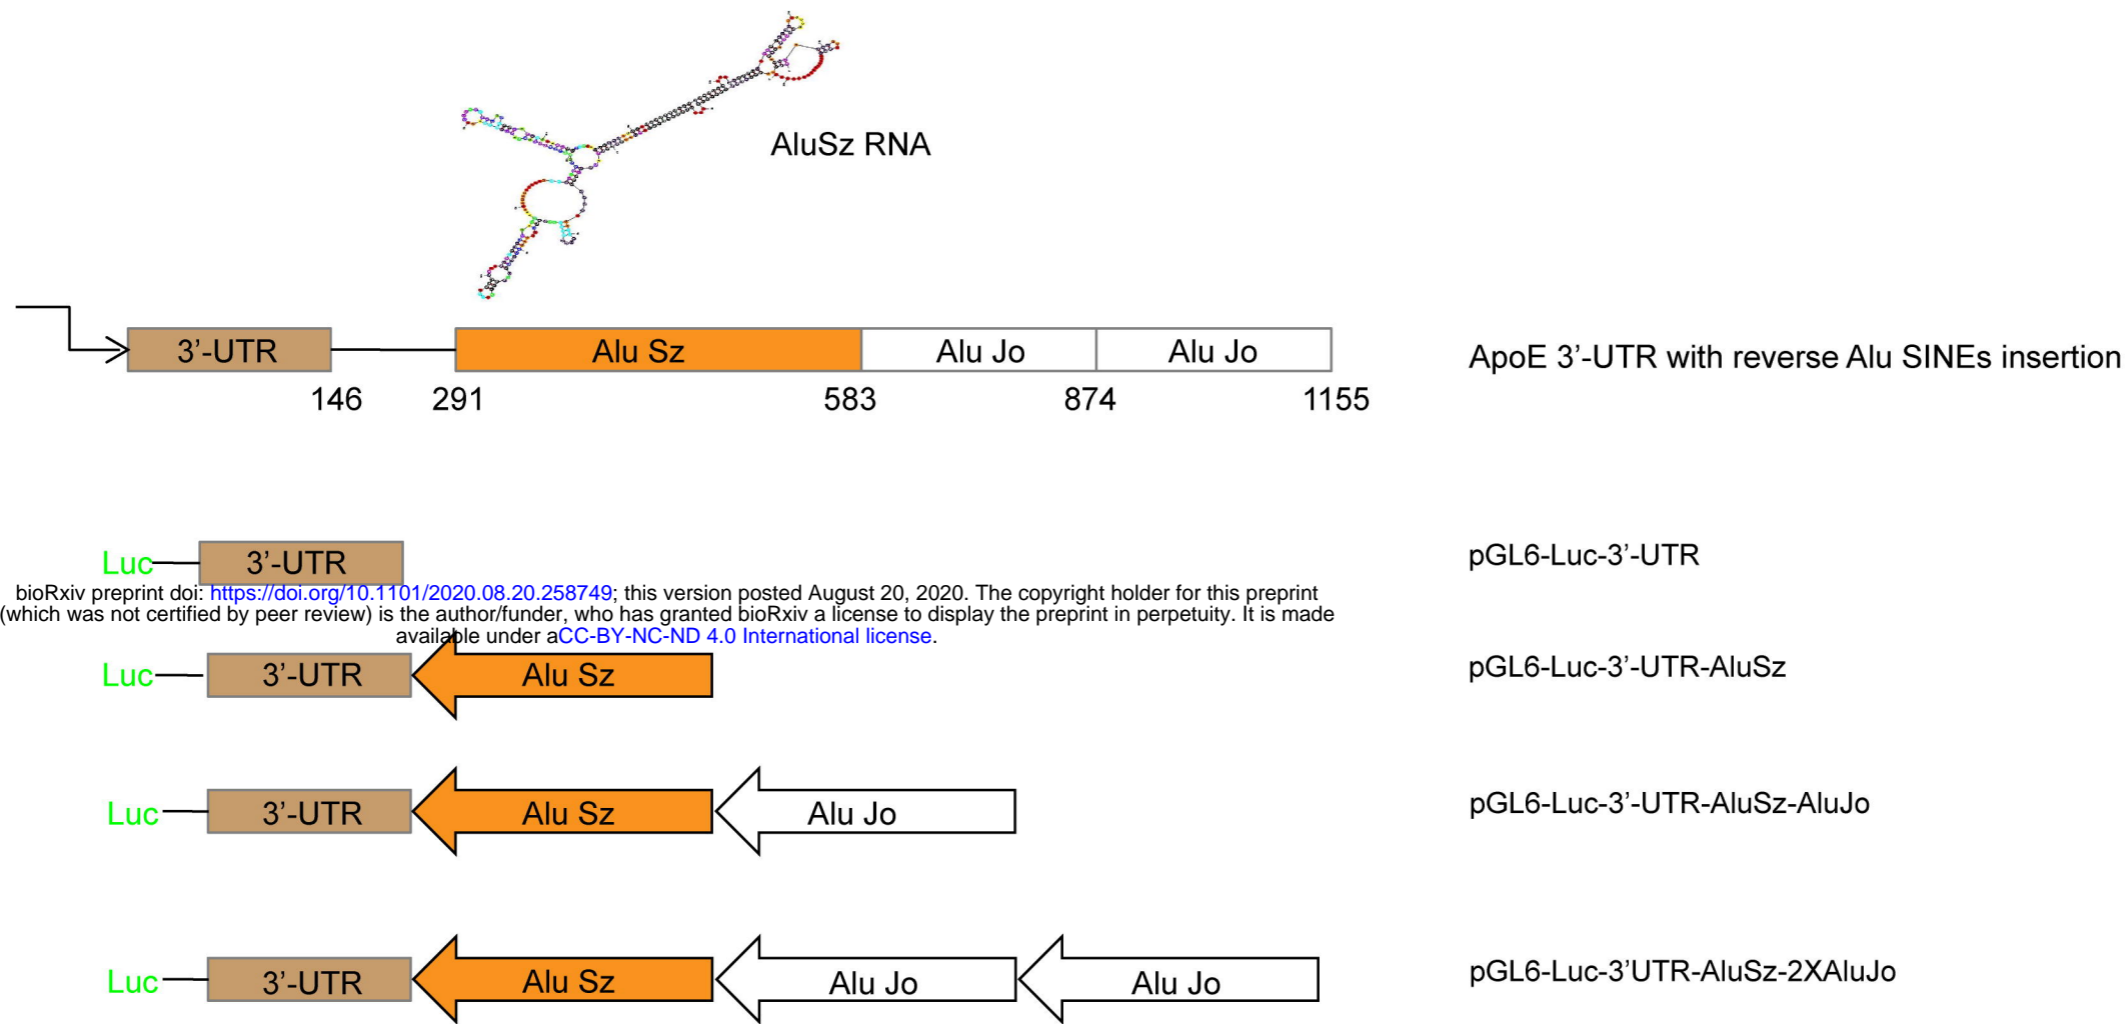 AluSz RNA
3’-UTR Alu Sz Alu Jo Alu Jo
ApoE 3’-UTR with reverse Alu SINEs insertion
146 291 583 874 1155
Luc 3’-UTR pGL6-Luc-3’-UTR
bioRxiv preprint doi: https://doi.org/10.1101/2020.08.20.258749; this version posted August 20, 2020. The copyright holder for this preprint
(which was not certified by peer review) is the author/funder, who has granted bioRxiv a license to display the preprint in perpetuity. It is made
available under aCC-BY-NC-ND 4.0 International license.
Luc 3’-UTR Alu Sz pGL6-Luc-3’-UTR-AluSz
Luc 3’-UTR Alu Sz Alu Jo pGL6-Luc-3’-UTR-AluSz-AluJo
Luc 3’-UTR Alu Sz Alu Jo Alu Jo pGL6-Luc-3’UTR-AluSz-2XAluJo